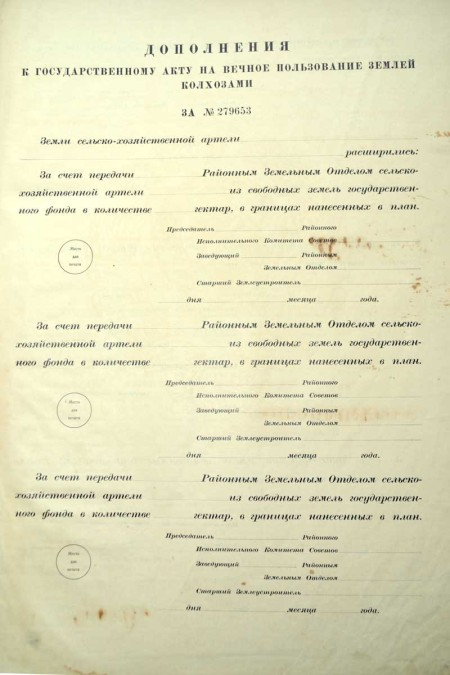 ДОПОЛНЕНИЯ
К ГОСУДАРСТВЕННОМУ АКТУ НА ВЕЧНОЕ ПОЛЬЗОВАНИЕ ЗЕМЛЕЙ
КОЛХОЗАМИ
ЗА №279653
Земли сельско-хозяйственной артели
расширились:
За счет передачи Районным Земельным Отделом сельско-
хозяйственной артели из свободных земель государствен-
ного фонда в количестве гектар, в границах нанесенных в план.
Председатель Районного
Исполнительного Комитета Советов
Место
для
печати
Заведующий Районным
Земельным Отделом
Старший Землеустроитель
дня месяца года.
За счет передачи Районным Земельным Отделом сельско-
хозяйственной артели из свободных земель государствен-
ного фонда в количестве гектар, в границах нанесенных в план.
Председатель Районного
Исполнительного Комитета Советов
Место
для
печати
Заведующий Районным
Земельным Отделом
Старший Землеустроитель
дня месяца года.
За счет передачи Районным Земельным Отделом сельско-
хозяйственной артели из свободных земель государствен-
ного фонда в количестве гектар, в границах нанесенных в план.
Председатель Районного
Исполнительного Комитета Советов
Место
для
печати
Заведующий Районным
Земельным Отделом
Старший Землеустроитель
дня месяца года.